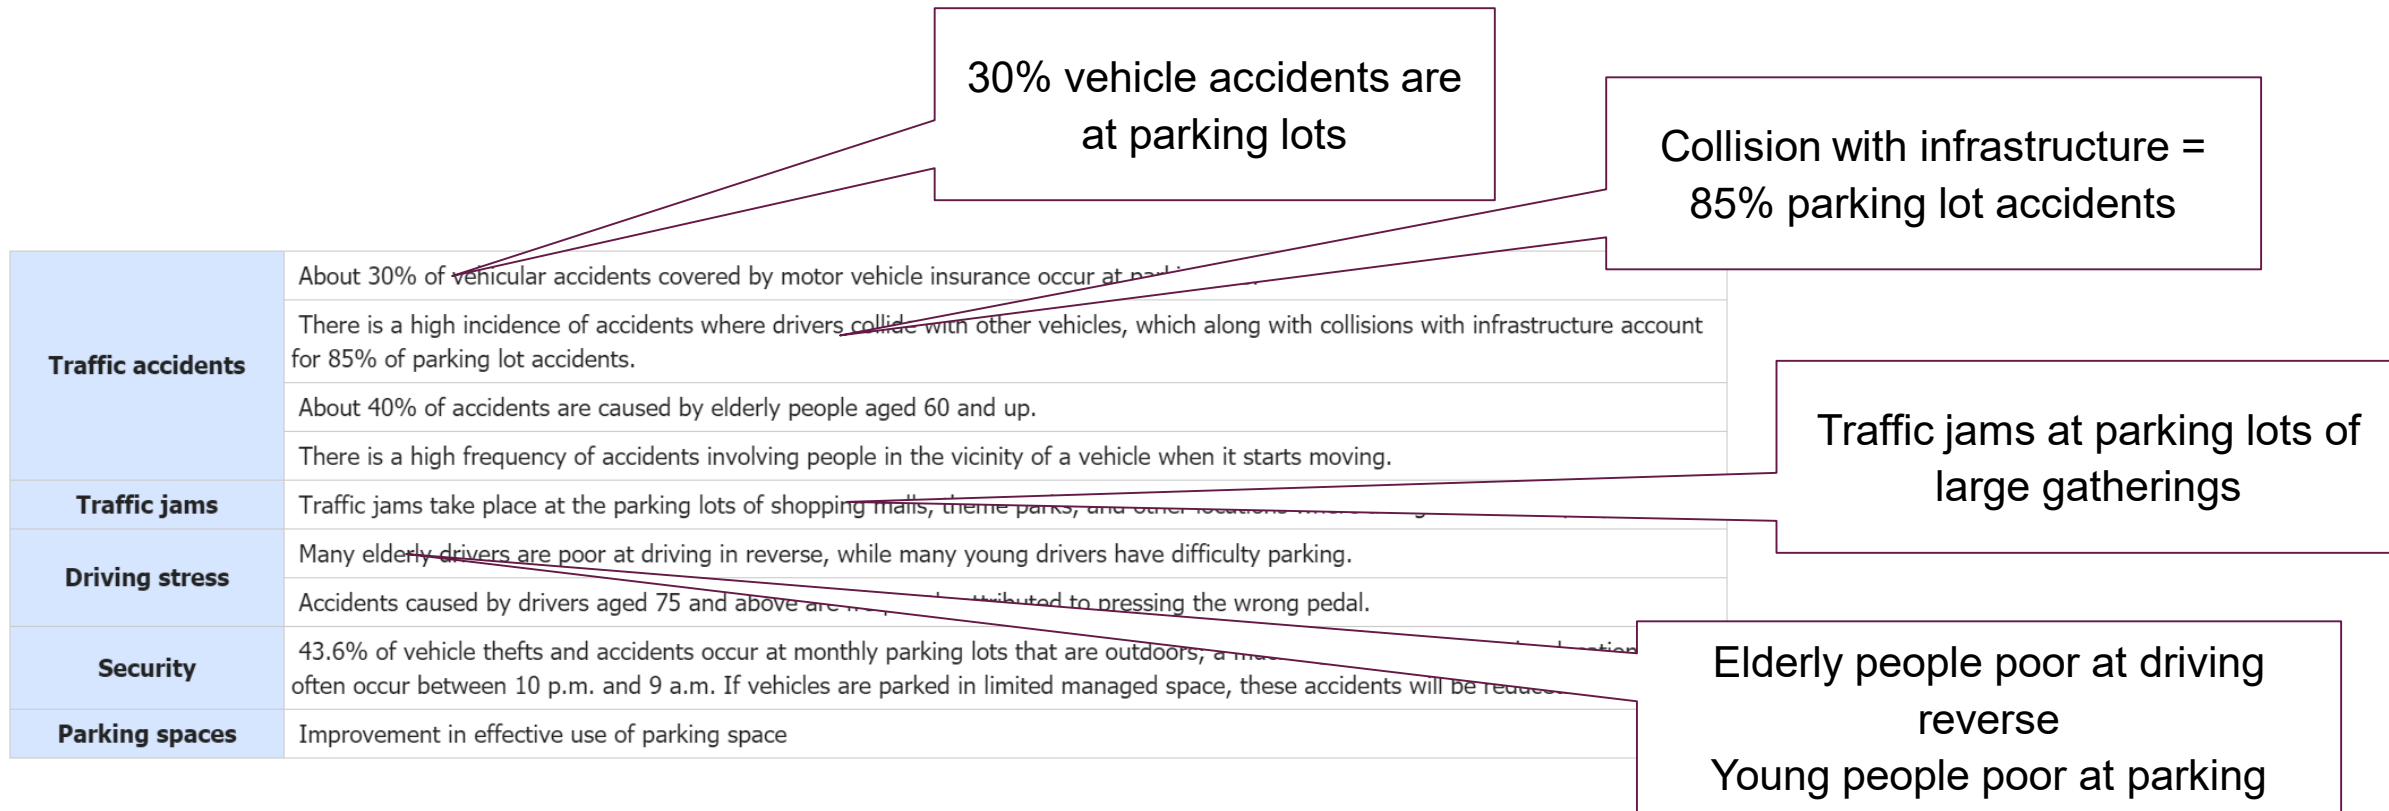 30% vehicle accidents are
at parking lots
Collision with infrastructure =
85% parking lot accidents
Traffic accidents
About 30% of vehicular accidents covered by motor vehicle insurance occur at
There is a high incidence of accidents where drivers collide with other vehicles, which along with collisions with infrastructure account
for 85% of parking lot accidents.
About 40% of accidents are caused by elderly people aged 60 and up.
There is a high frequency of accidents involving people in the vicinity of a vehicle when it starts moving.
Traffic jams at parking lots of
large gatherings
Traffic jams
Traffic jams take place at the parking lots of shopping malls, theme parks, and other locations
Driving stress
Many elderly drivers are poor at driving in reverse, while many young drivers have difficulty parking.
Accidents caused by drivers aged 75 and above are attributed to pressing the wrong pedal.
Security
43.6% of vehicle thefts and accidents occur at monthly parking lots that are outdoors,
often occur between 10 p.m. and 9 a.m. If vehicles are parked in limited managed space, these accidents will be
Elderly people poor at driving
reverse
Young people poor at parking
Parking spaces
Improvement in effective use of parking space